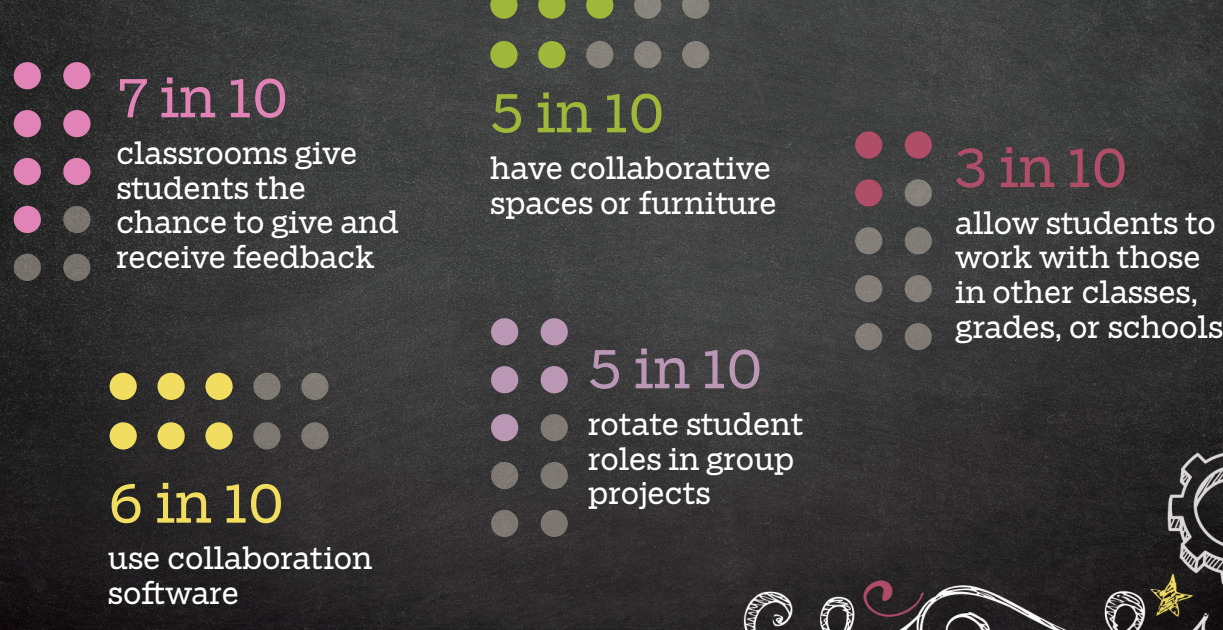 7 in 10
classrooms give
students the
chance to give and
receive feedback
5 in 10
have collaborative
spaces or furniture
3 in 10
allow students to
work with those
in other classes,
grades, or schools
6 in 10
use collaboration
software
5 in 10
rotate student
roles in group
projects